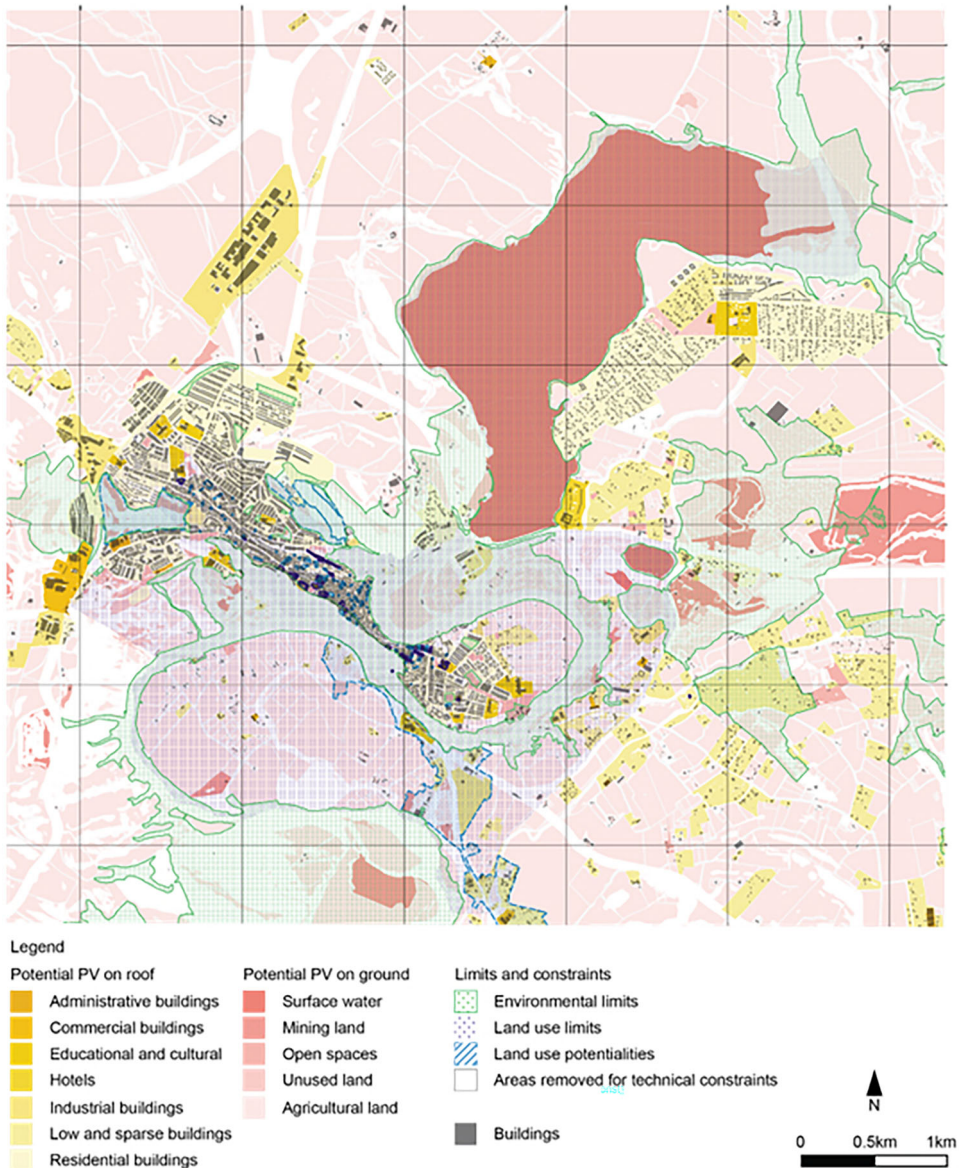 Legend
Potential PV on roof
Administrative buildings
Commercial buildings
Educational and cultural
Hotels
Industrial buildings
Low and sparse buildings
Residential buildings
Potential PV on ground
Surface water
Mining land
Open spaces
Unused land
Agricultural land
Limits and constraints
Environmental limits
Land use limits
Land use potentialities
Areas removed for technical constraints
Buildings
N
0 0.5km 1km